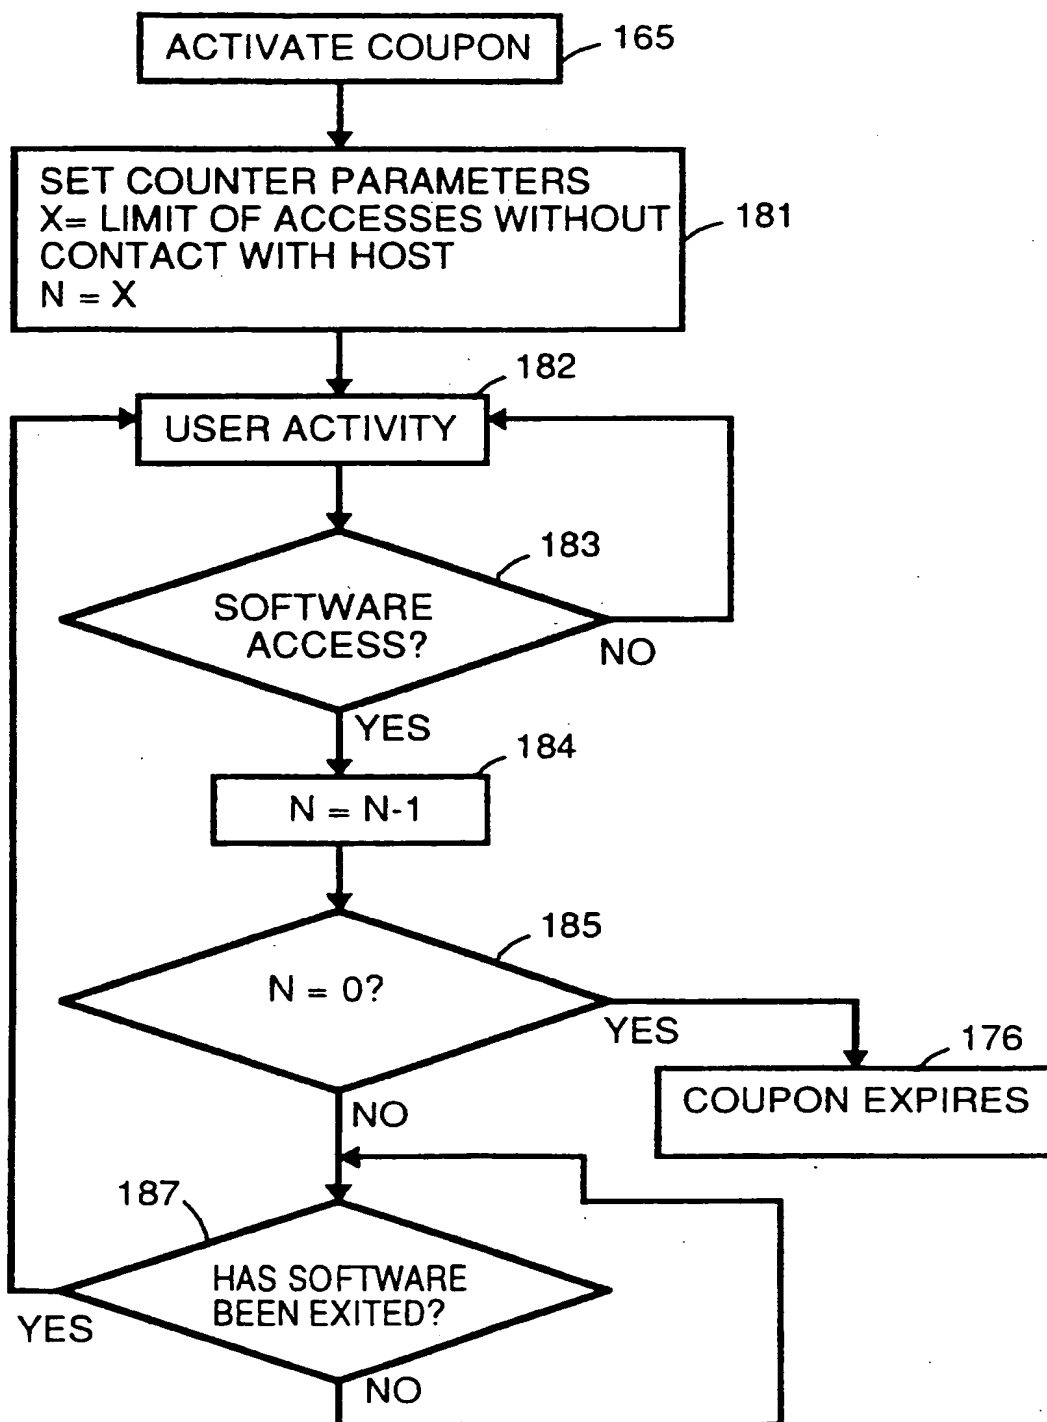 ACTIVATE COUPON
165
SET COUNTER PARAMETERS
X= LIMIT OF ACCESSES WITHOUT
CONTACT WITH HOST
N = X
181
182
USER ACTIVITY
183
SOFTWARE
ACCESS?
NO
YES
184
N = N-1
185
N = 0?
YES
176
COUPON EXPIRES
NO
187
HAS SOFTWARE
BEEN EXITED?
YES
NO